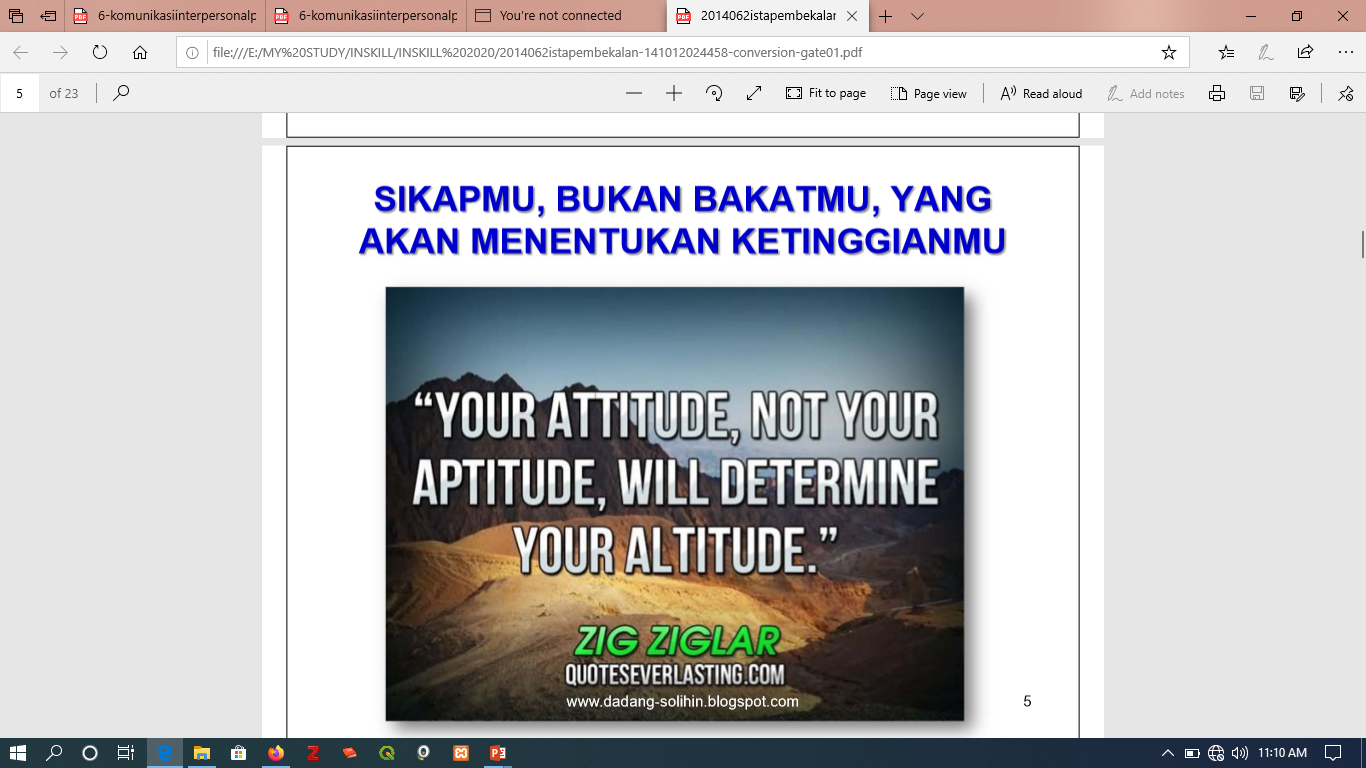 6-komunikasiinterpersonalp
6-komunikasiinterpersonalp
You're not connected
2014062istapembekalan
file:///E:/MY%20STUDY/INSKILL/INSKILL%202020/2014062istapembekalan-141012024458-conversion-gate01.pdf
5 of 23
Fit to page
Page view
Read aloud
Add notes
SIKAPMU, BUKAN BAKATMU, YANG
AKAN MENENTUKAN KETINGGIANMU
“YOUR ATTITUDE, NOT YOUR
APTITUDE, WILL DETERMINE
YOUR ALTITUDE.”
ZIG ZIGLAR
QUOTESEVERLASTING.COM
www.dadang-solihin.blogspot.com
5
11:10 AM